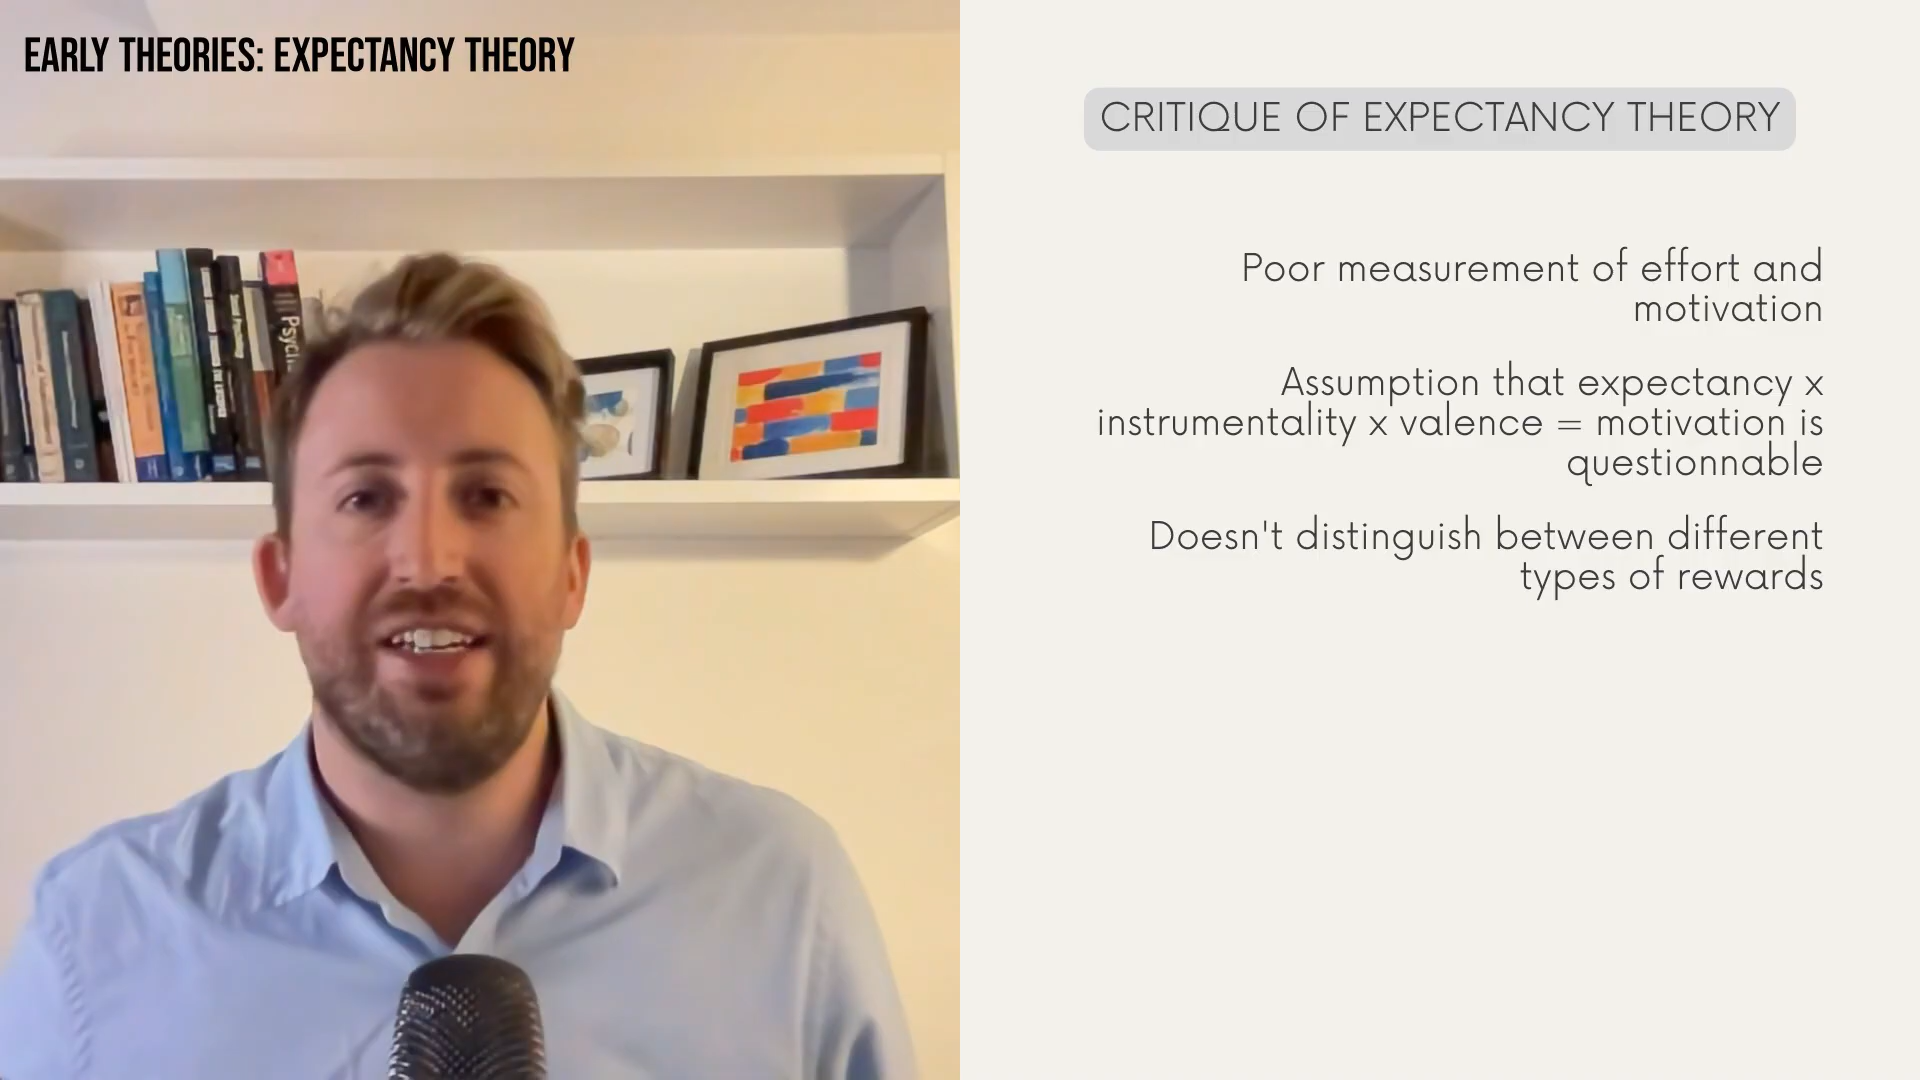 EARLY THEORIES: EXPECTANCY THEORY
CRITIQUE OF EXPECTANCY THEORY
Poor measurement of effort and
motivation
Assumption that expectancy x
instrumentality x valence = motivation is
questionnable
Doesn't distinguish between different
types of rewards